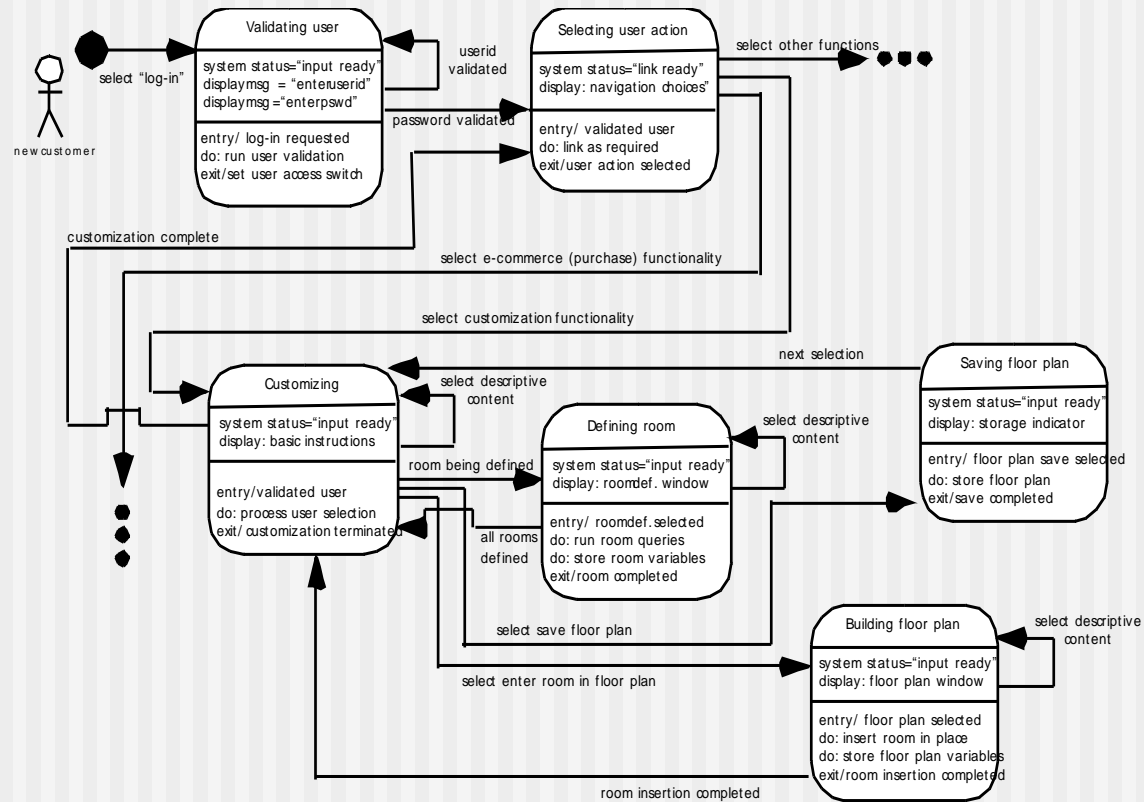 Validating user
system status="input ready"
displaymsg = "enteruserid"
displaymsg ="enterpswd"
entry/ log-in requested
do: run user validation
exit/set user access switch
select "log-in"
new customer
userid
validated
password validated
Selecting user action
system status="link ready"
display: navigation choices"
entry/ validated user
do: link as required
exit/user action selected
select other functions
customization complete
select e-commerce (purchase) functionality
select customization functionality
next selection
Customizing
system status="input ready"
display: basic instructions
entry/validated user
do: process user selection
exit/ customization terminated
select descriptive
content
room being defined
all rooms
defined
Defining room
system status="input ready"
display: roomdef. window
entry/ roomdef.selected
do: run room queries
do: store room variables
exit/room completed
select descriptive
content
Saving floor plan
system status="input ready"
display: storage indicator
entry/ floor plan save selected
do: store floor plan
exit/save completed
select save floor plan
select enter room in floor plan
Building floor plan
system status="input ready"
display: floor plan window
entry/ floor plan selected
do: insert room in place
do: store floor plan variables
exit/room insertion completed
select descriptive
content
room insertion completed